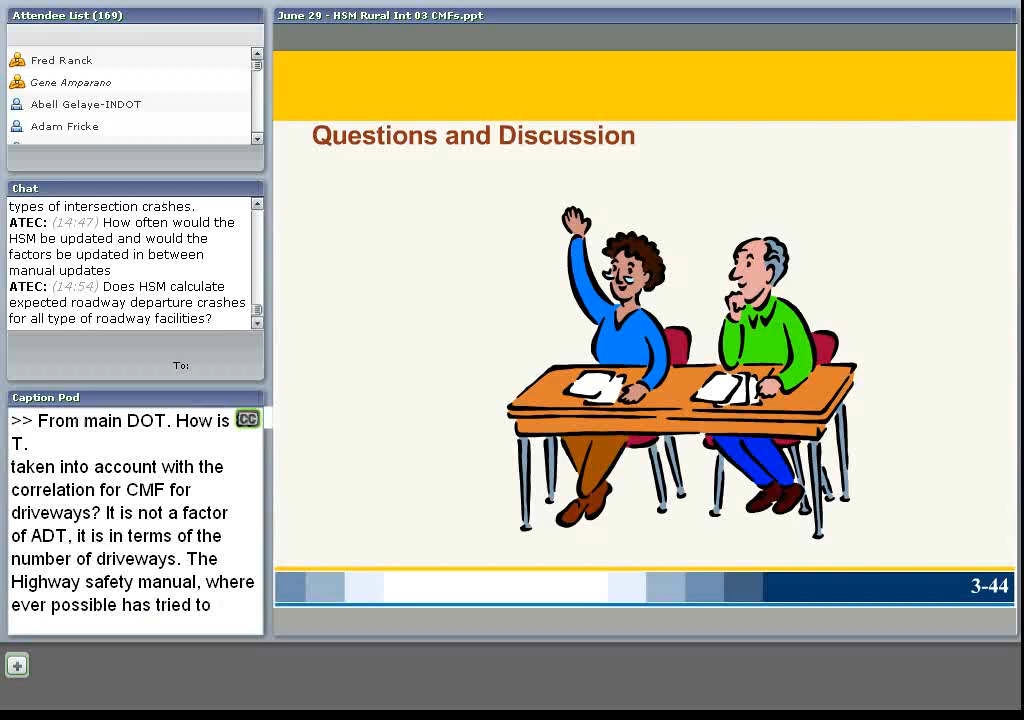 Attendee List (169)
Fred Ranck
Gene Amparano
Abell Gelaye-INDOT
Adam Fricke
Chat
types of intersection crashes.
ATEC: (14:47) How often would the
HSM be updated and would the
factors be updated in between
manual updates
ATEC: (14:54) Does HSM calculate
expected roadway departure crashes
for all type of roadway facilities?
To:
Caption Pod
>> From main DOT. How is
CC
T.
taken into account with the
correlation for CMF for
driveways? It is not a factor
of ADT, it is in terms of the
number of driveways. The
Highway safety manual, where
ever possible has tried to
June 29 - HSM Rural Int 03 CMFs.ppt
Questions and Discussion
3-44